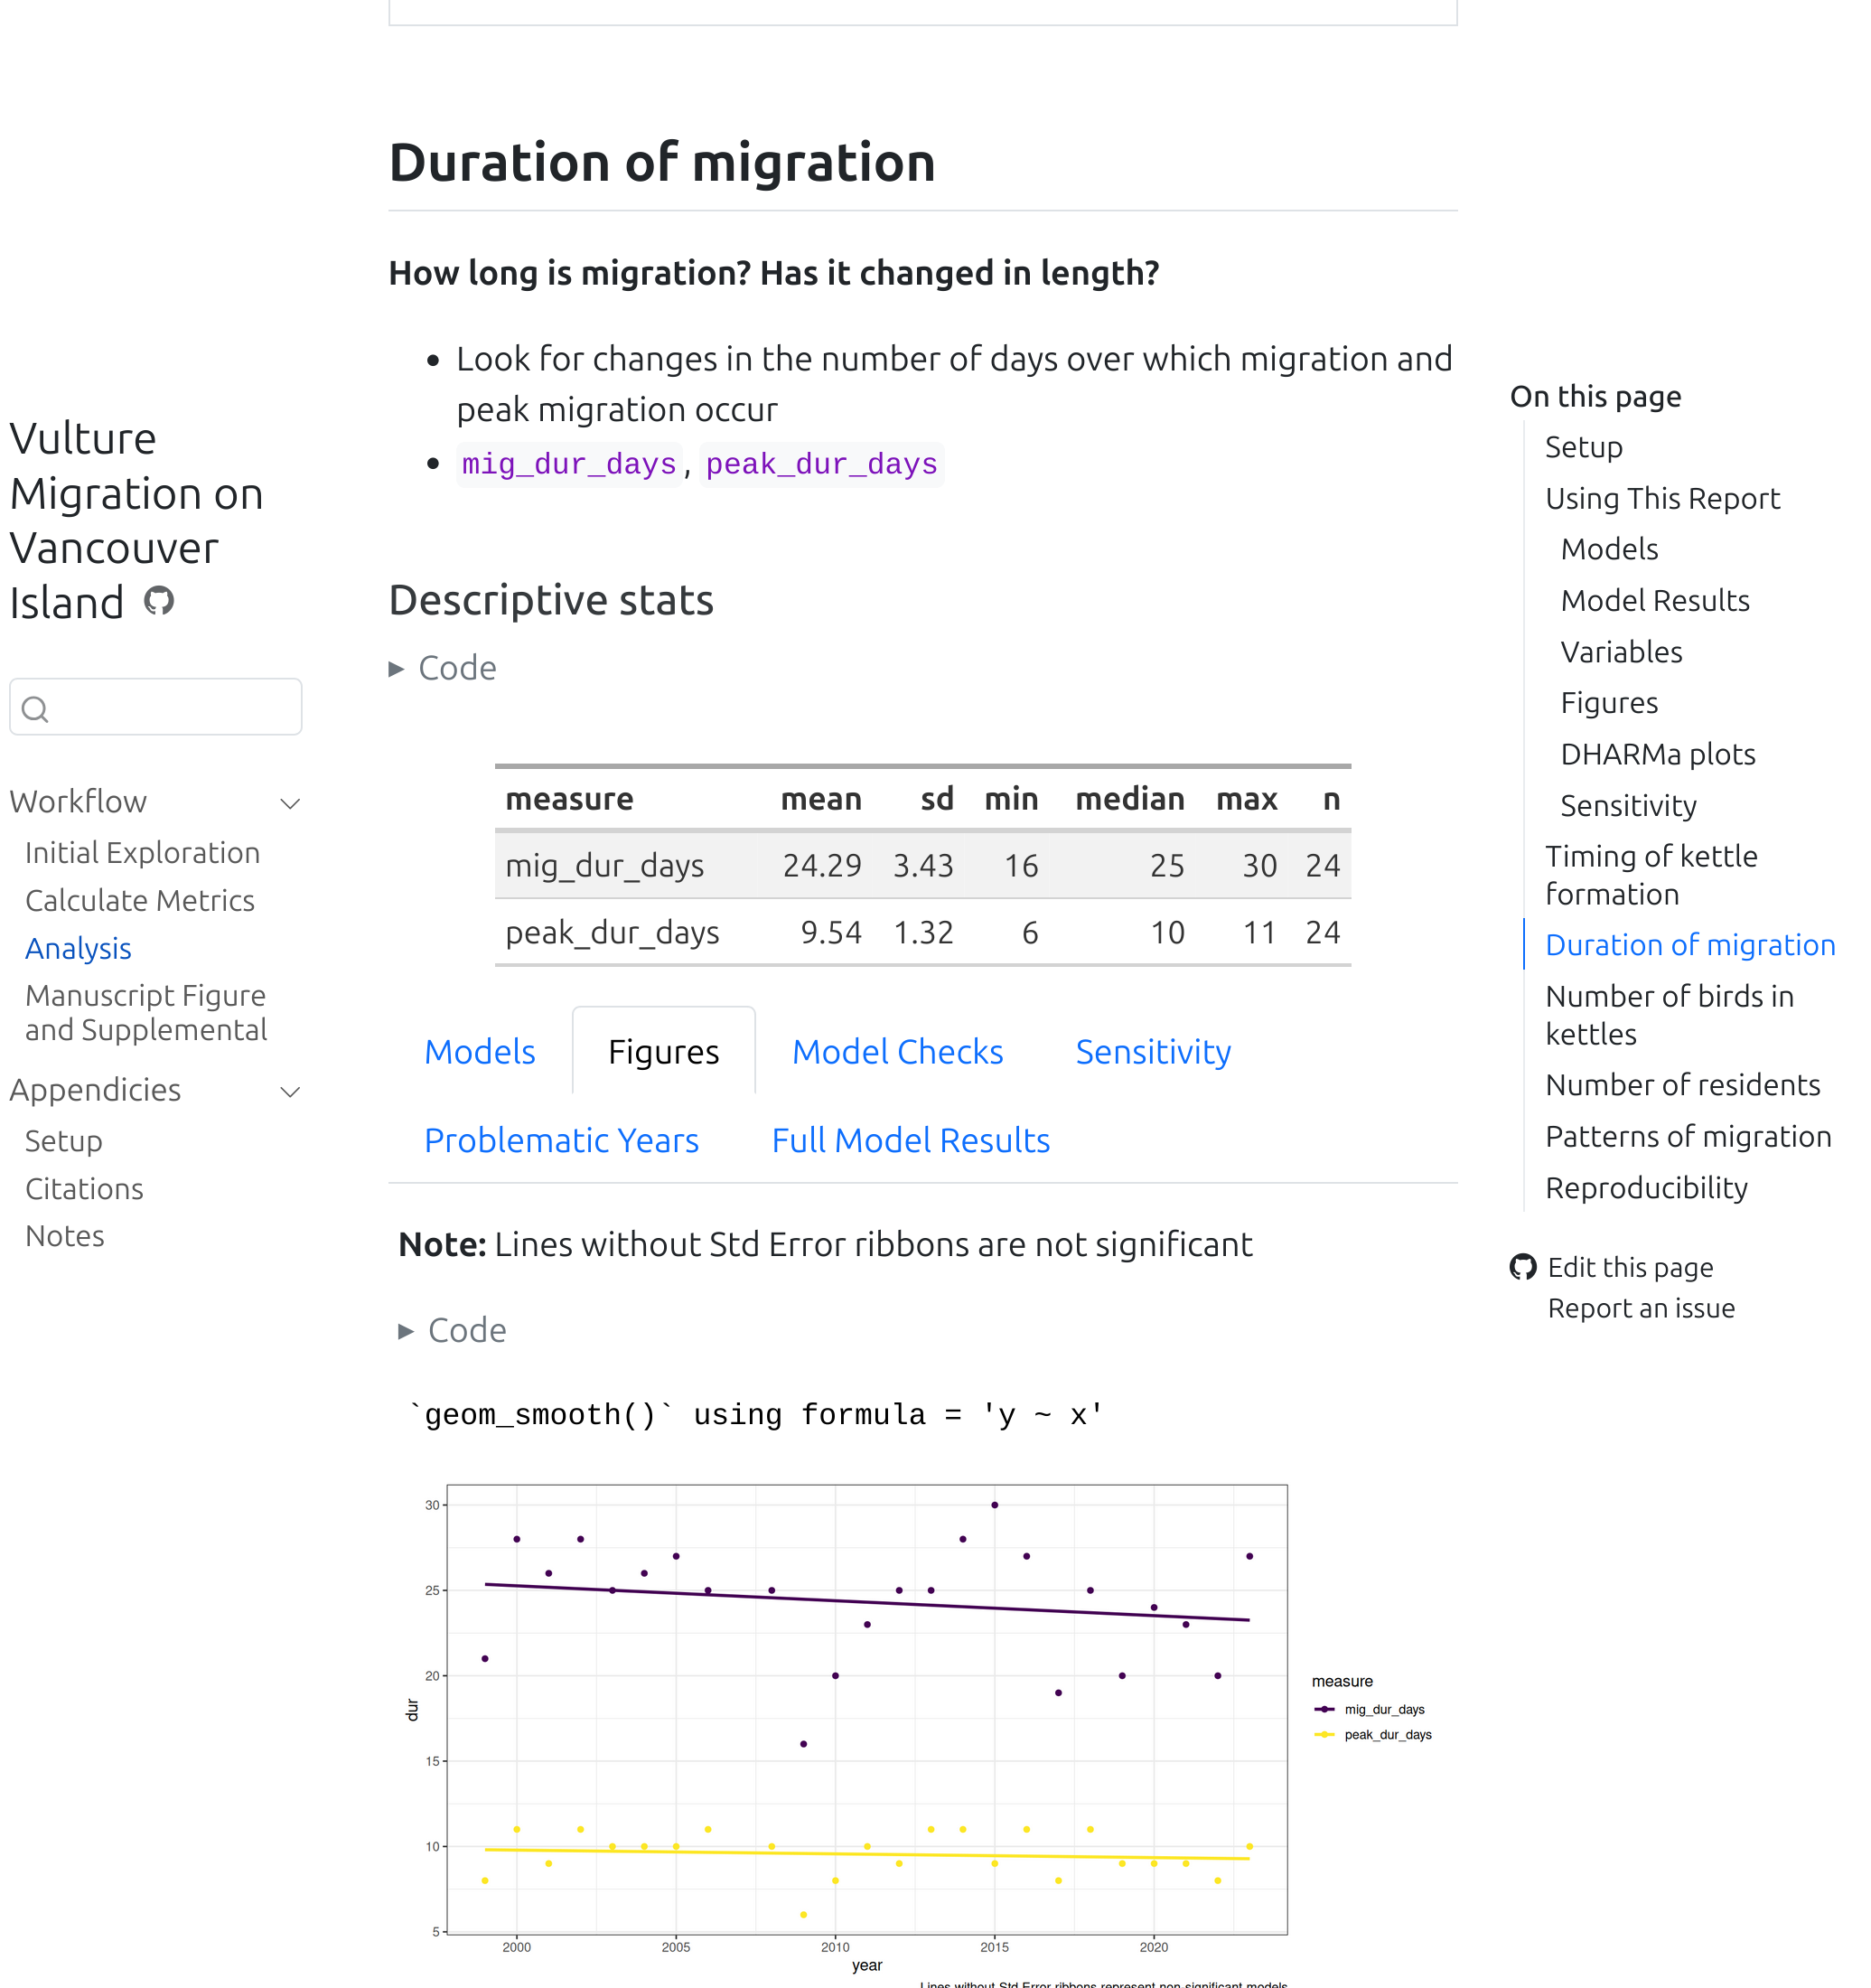 Vulture
Migration on
Vancouver
Island
Workflow
Initial Exploration
Calculate Metrics
Analysis
Manuscript Figure
and Supplemental
Appendicies
Setup
Citations
Notes
Duration of migration
How long is migration? Has it changed in length?
• Look for changes in the number of days over which migration and
peak migration occur
• mig_dur_days, peak_dur_days
Descriptive stats
▶ Code
measure mean sd min median max n
mig_dur_days 24.29 3.43 16 25 30 24
peak_dur_days 9.54 1.32 6 10 11 24
Models Figures Model Checks Sensitivity
Problematic Years Full Model Results
Note: Lines without Std Error ribbons are not significant
▶ Code
`geom_smooth()` using formula = 'y ~ x'
30
25
20
15
10
5
dur
2000 2005 2010 2015 2020
year
measure
mig_dur_days
peak_dur_days
Lines without Std Error ribbons represent non-significant models
On this page
Setup
Using This Report
Models
Model Results
Variables
Figures
DHARMa plots
Sensitivity
Timing of kettle
formation
Duration of migration
Number of birds in
kettles
Number of residents
Patterns of migration
Reproducibility
Edit this page
Report an issue